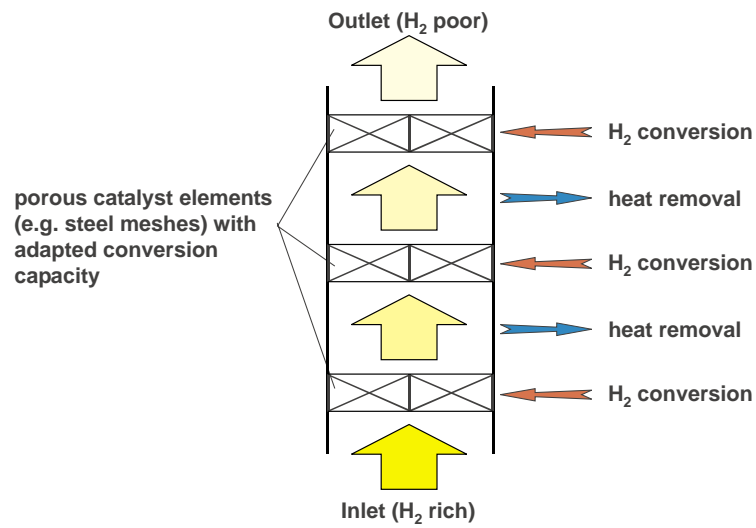 Outlet (H₂ poor)
H₂ conversion
heat removal
porous catalyst elements
(e.g. steel meshes) with
adapted conversion
capacity
H₂ conversion
heat removal
H₂ conversion
Inlet (H₂ rich)